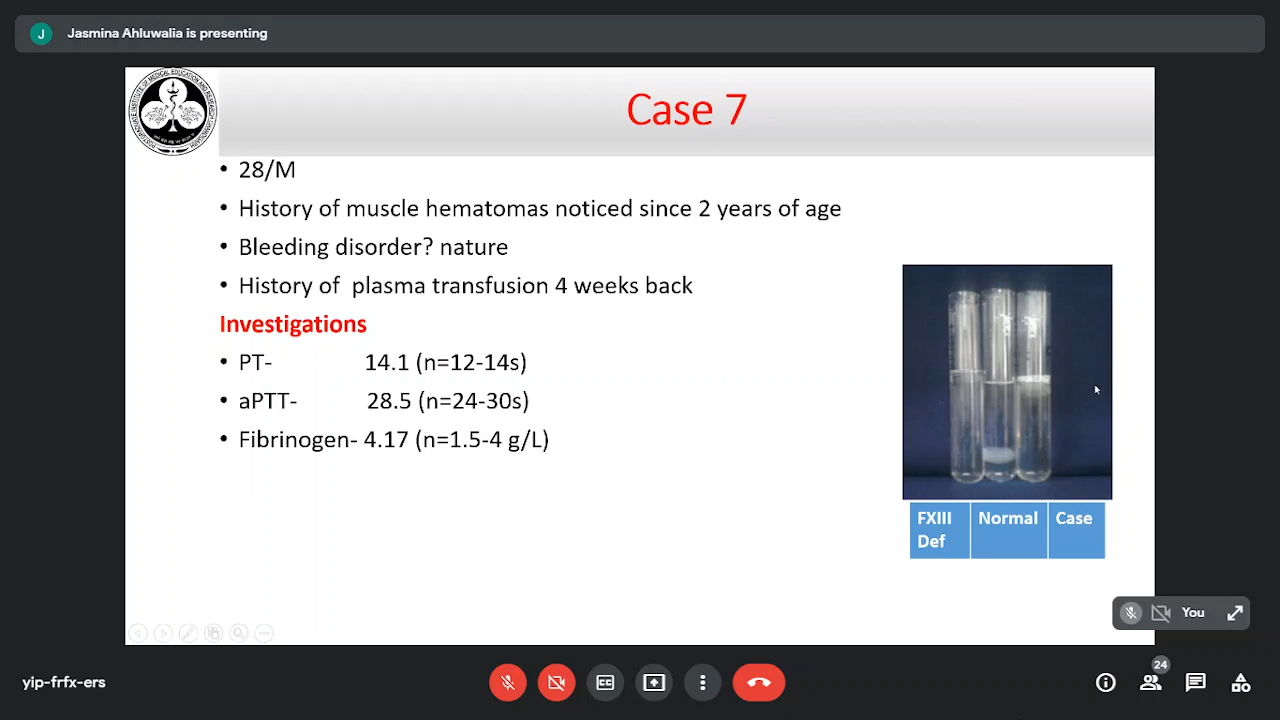 J
Jasmina Ahluwalia is presenting
Case 7
• 28/M
• History of muscle hematomas noticed since 2 years of age
• Bleeding disorder? nature
• History of plasma transfusion 4 weeks back
Investigations
• PT- 14.1 (n=12-14s)
• aPTT- 28.5 (n=24-30s)
• Fibrinogen- 4.17 (n=1.5-4 g/L)
FXIII Normal Case
Def
You
24
yip-frfx-ers
CC